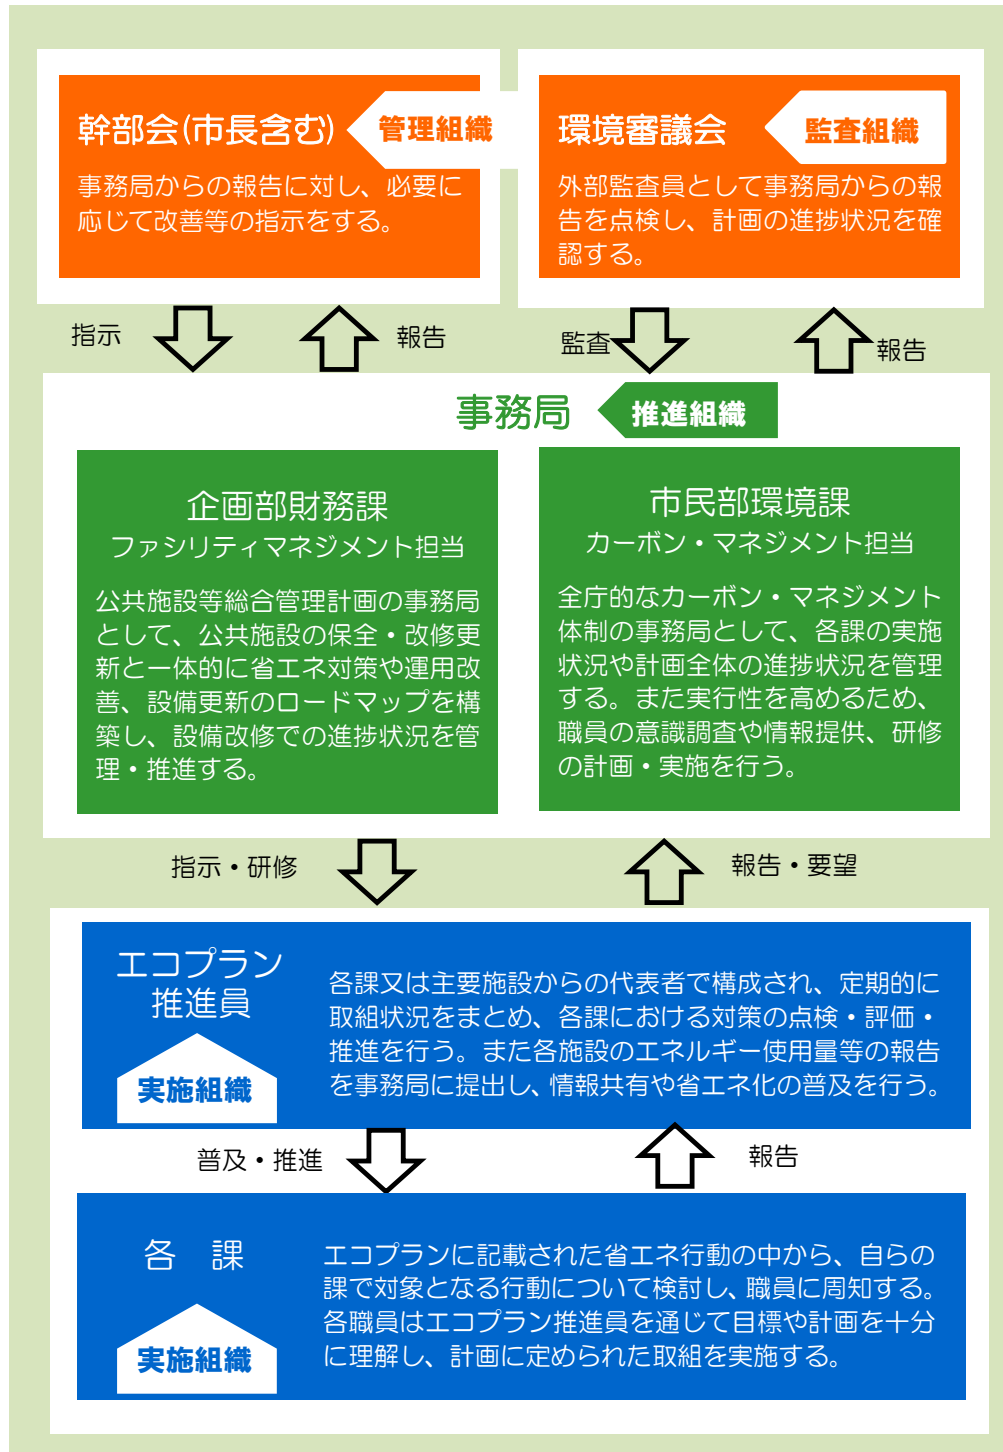 幹部会(市長含む)
管理組織
事務局からの報告に対し、必要に
応じて改善等の指示をする。
環境審議会
監査組織
外部監査員として事務局からの報
告を点検し、計画の進捗状況を確
認する。
指示
報告
監査
報告
事務局
推進組織
企画部財務課
ファシリティマネジメント担当
公共施設等総合管理計画の事務局
として、公共施設の保全・改修更
新と一体的に省エネ対策や運用改
善、設備更新のロードマップを構
築し、設備改修での進捗状況を管
理・推進する。
市民部環境課
カーボン・マネジメント担当
全庁的なカーボン・マネジメント
体制の事務局として、各課の実施
状況や計画全体の進捗状況を管理
する。また実行性を高めるため、
職員の意識調査や情報提供、研修
の計画・実施を行う。
指示・研修
報告・要望
エコプラン
推進員
実施組織
各課又は主要施設からの代表者で構成され、定期的に
取組状況をまとめ、各課における対策の点検・評価・
推進を行う。また各施設のエネルギー使用量等の報告
を事務局に提出し、情報共有や省エネ化の普及を行う。
普及・推進
報告
各　課
実施組織
エコプランに記載された省エネ行動の中から、自らの
課で対象となる行動について検討し、職員に周知する。
各職員はエコプラン推進員を通じて目標や計画を十分
に理解し、計画に定められた取組を実施する。